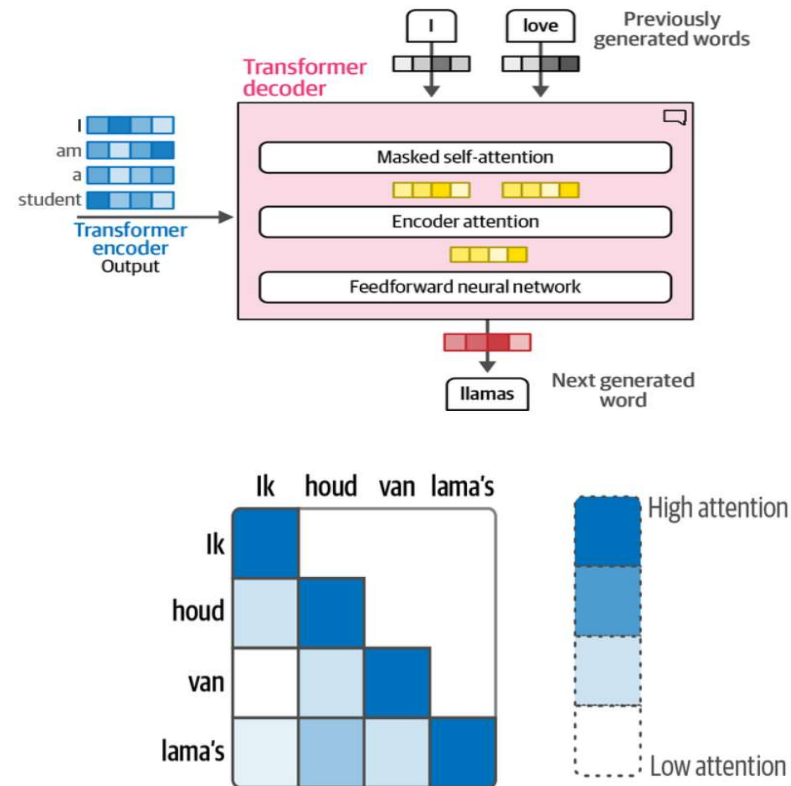 I
love
Previously
generated words
Transformer
decoder
I
am
a
student
Transformer
encoder
Output
Masked self-attention
Encoder attention
Feedforward neural network
llamas
Next generated
word
Ik houd van lama's
Ik
houd
van
lama's
High attention
Low attention